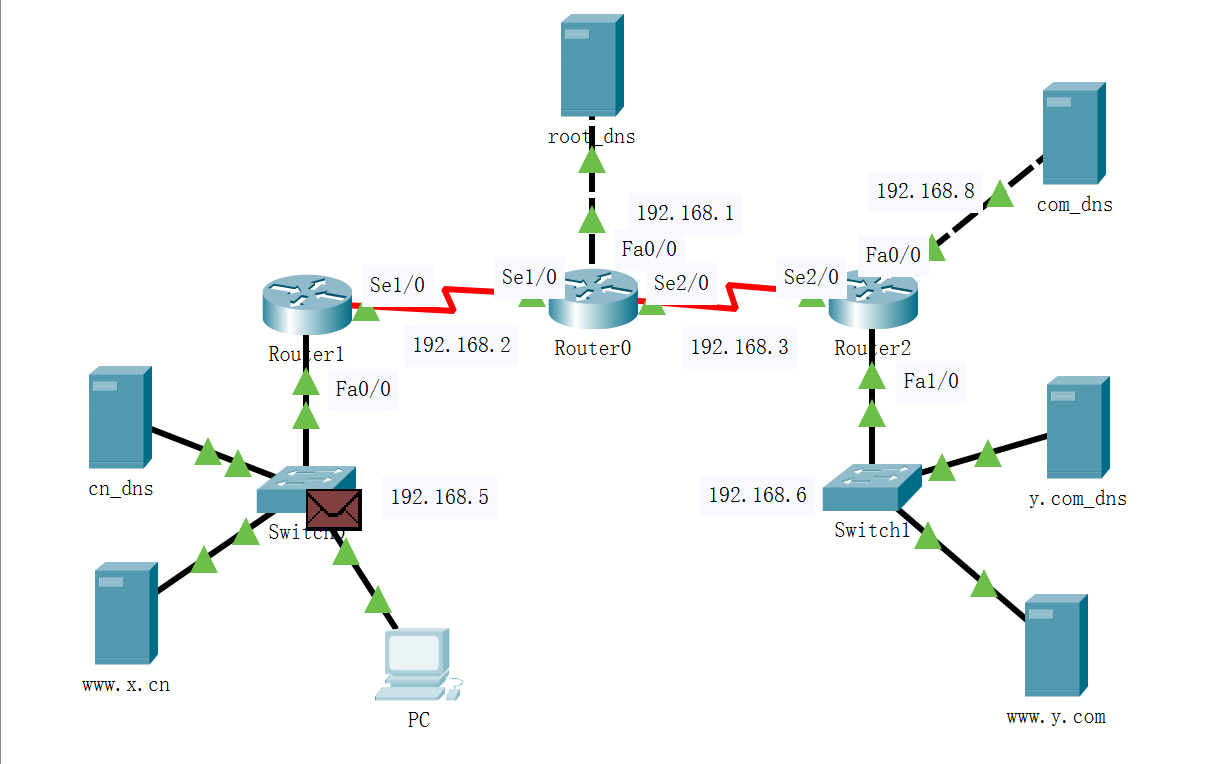 root_dns
com_dns
192.168.8
192.168.1
Fa0/0
Fa0/0
Se1/0
Se1/0
Se2/0
Se2/0
192.168.2
192.168.3
Router1
Router0
Router2
Fa0/0
Fa1/0
cn_dns
192.168.5
192.168.6
y.com_dns
Switch0
Switch1
www.x.cn
PC
www.y.com